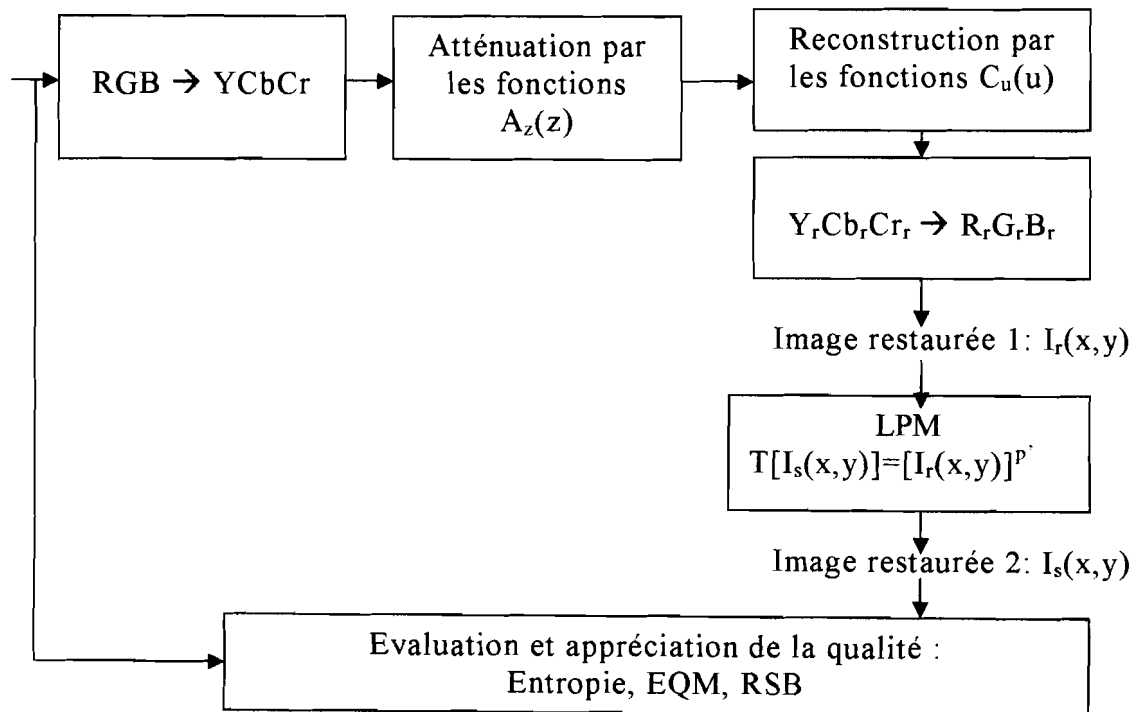 RGB → YCbCr
Atténuation par
les fonctions
A_z(z)
Reconstruction par
les fonctions C_u(u)
Y_rCb_rCr_r → R_rG_rB_r
Image restaurée 1: I_r(x,y)
LPM
T[I_s(x,y)]=[I_r(x,y)]^p
Image restaurée 2: I_s(x,y)
Evaluation et appréciation de la qualité :
Entropie, EQM, RSB